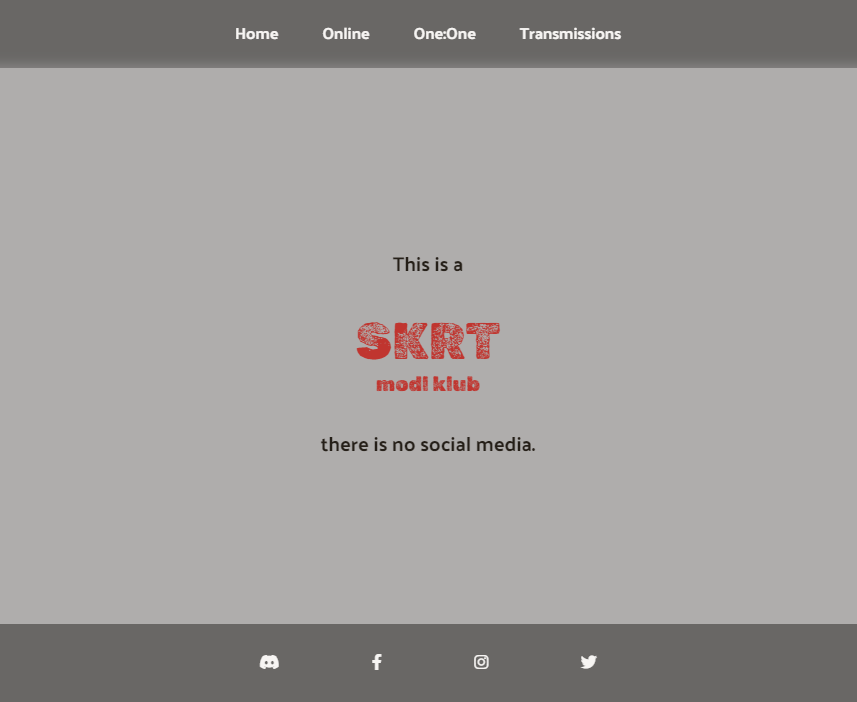 Home Online One:One Transmissions
This is a
SKRT
modl klub
there is no social media.